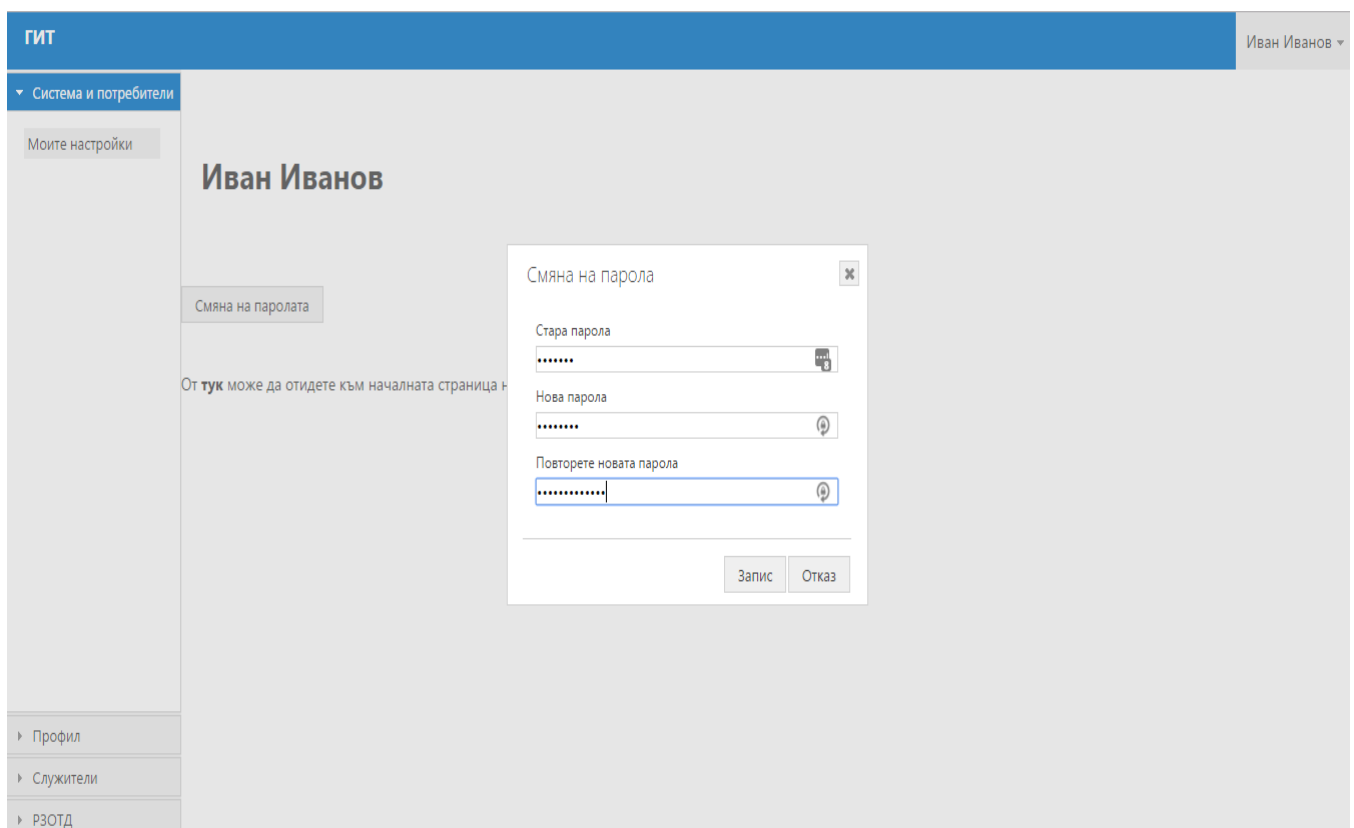 ГИТ
Иван Иванов
Система и потребители
Моите настройки
Иван Иванов
Смяна на паролата
От тук може да отидете към началната страница н
Смяна на парола
Стара парола
•••••••
8
Нова парола
••••••••
Повторете новата парола
•••••••••••••
Запис
Отказ
Профил
Служители
РЗОТД